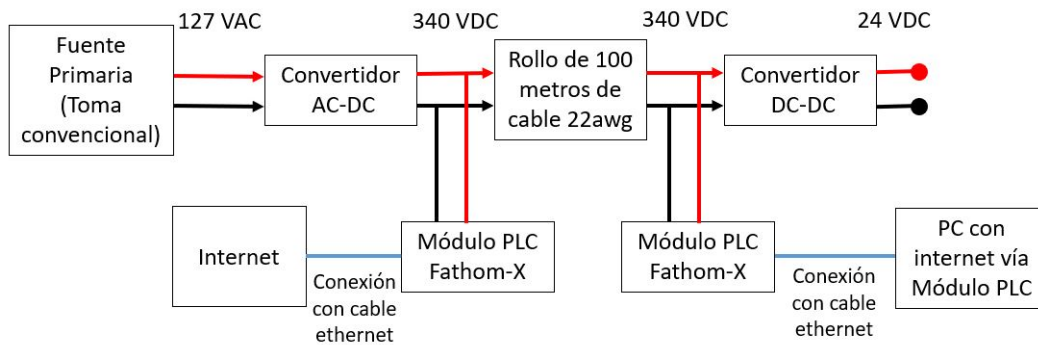 127 VAC
340 VDC
340 VDC
24 VDC
Fuente
Primaria
(Toma
convencional)
Convertidor
AC-DC
Rollo de 100
metros de
cable 22awg
Convertidor
DC-DC
Internet
Conexión
con cable
ethernet
Módulo PLC
Fathom-X
Módulo PLC
Fathom-X
Conexión
con cable
ethernet
PC con
internet vía
Módulo PLC